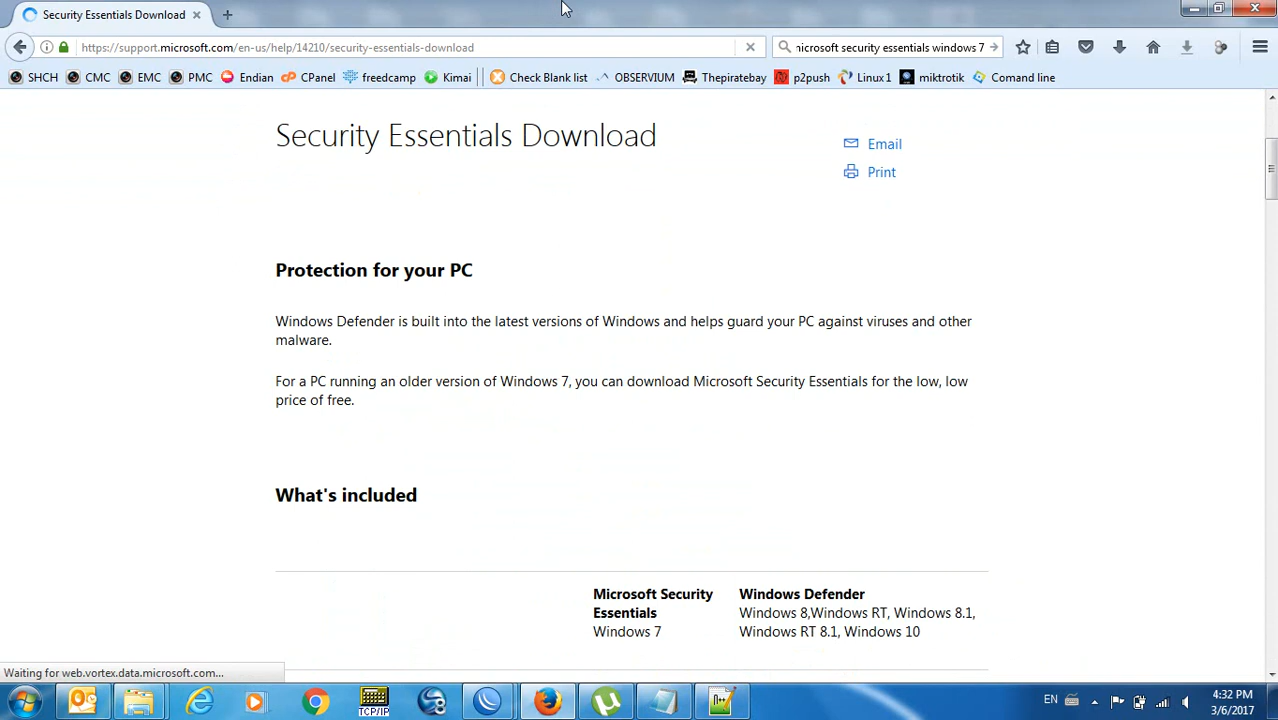 Security Essentials Download
https://support.microsoft.com/en-us/help/14210/security-essentials-download
icrosoft security essentials windows 7
SHCH CMC EMC PMC Endian CPanel freedcamp Kimai Check Blank list OBSERVIUM Thepiratebay p2push Linux1 miktrotik Comand line
Security Essentials Download
Email
Print
Protection for your PC
Windows Defender is built into the latest versions of Windows and helps guard your PC against viruses and other
malware.
For a PC running an older version of Windows 7, you can download Microsoft Security Essentials for the low, low
price of free.
What's included
Microsoft Security
Essentials
Windows 7
Windows Defender
Windows 8,Windows RT, Windows 8.1,
Windows RT 8.1, Windows 10
Waiting for web.vortex.data.microsoft.com...
TCP/IP
EN
4:32 PM
3/6/2017